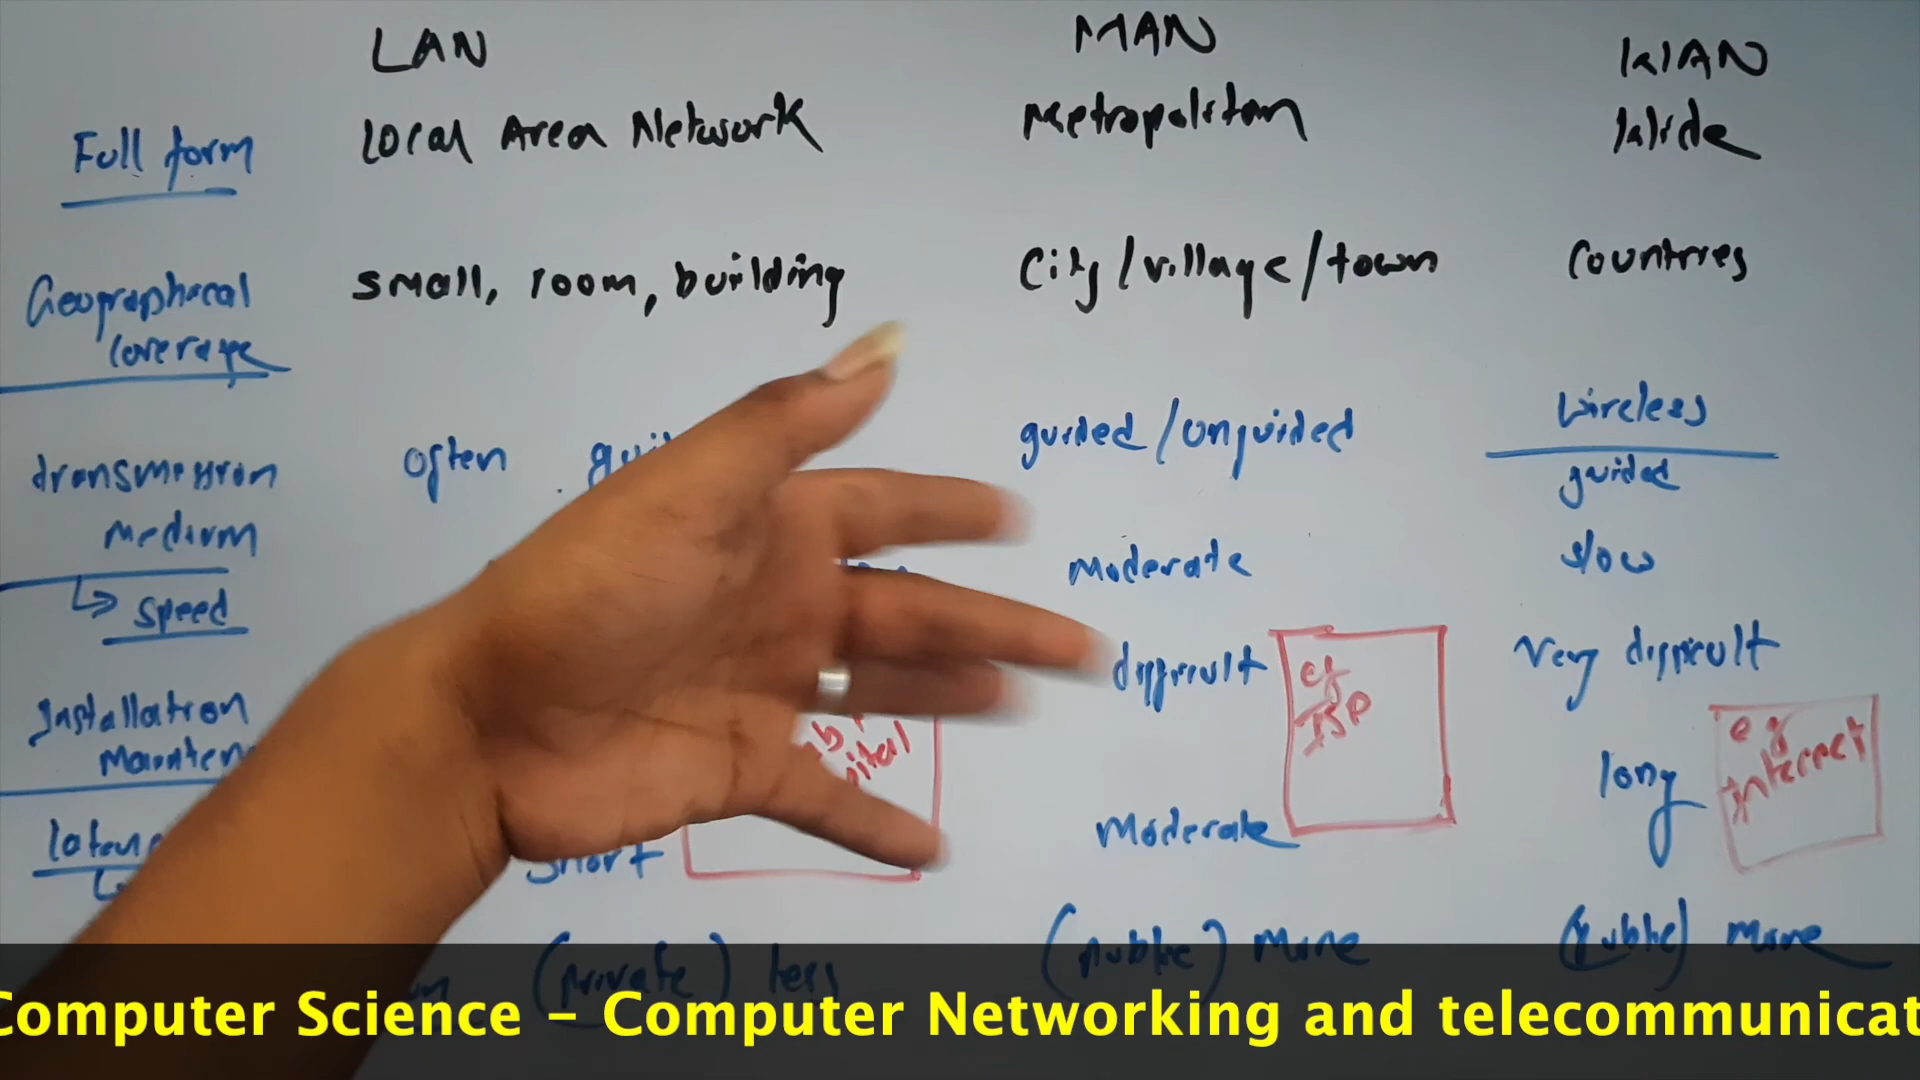 LAN MAN WAN
Full form Local Area Network Metropolitan Wide
Geographical small, room, building City/village/town Countries
coverage
transmission often guided/unguided wireless
medium guided
speed Moderate slow
Installation difficult very difficult
eg ISP
eg Internet
short Moderate long
(private) less (public) more (public) more
Computer Science - Computer Networking and telecommunicat